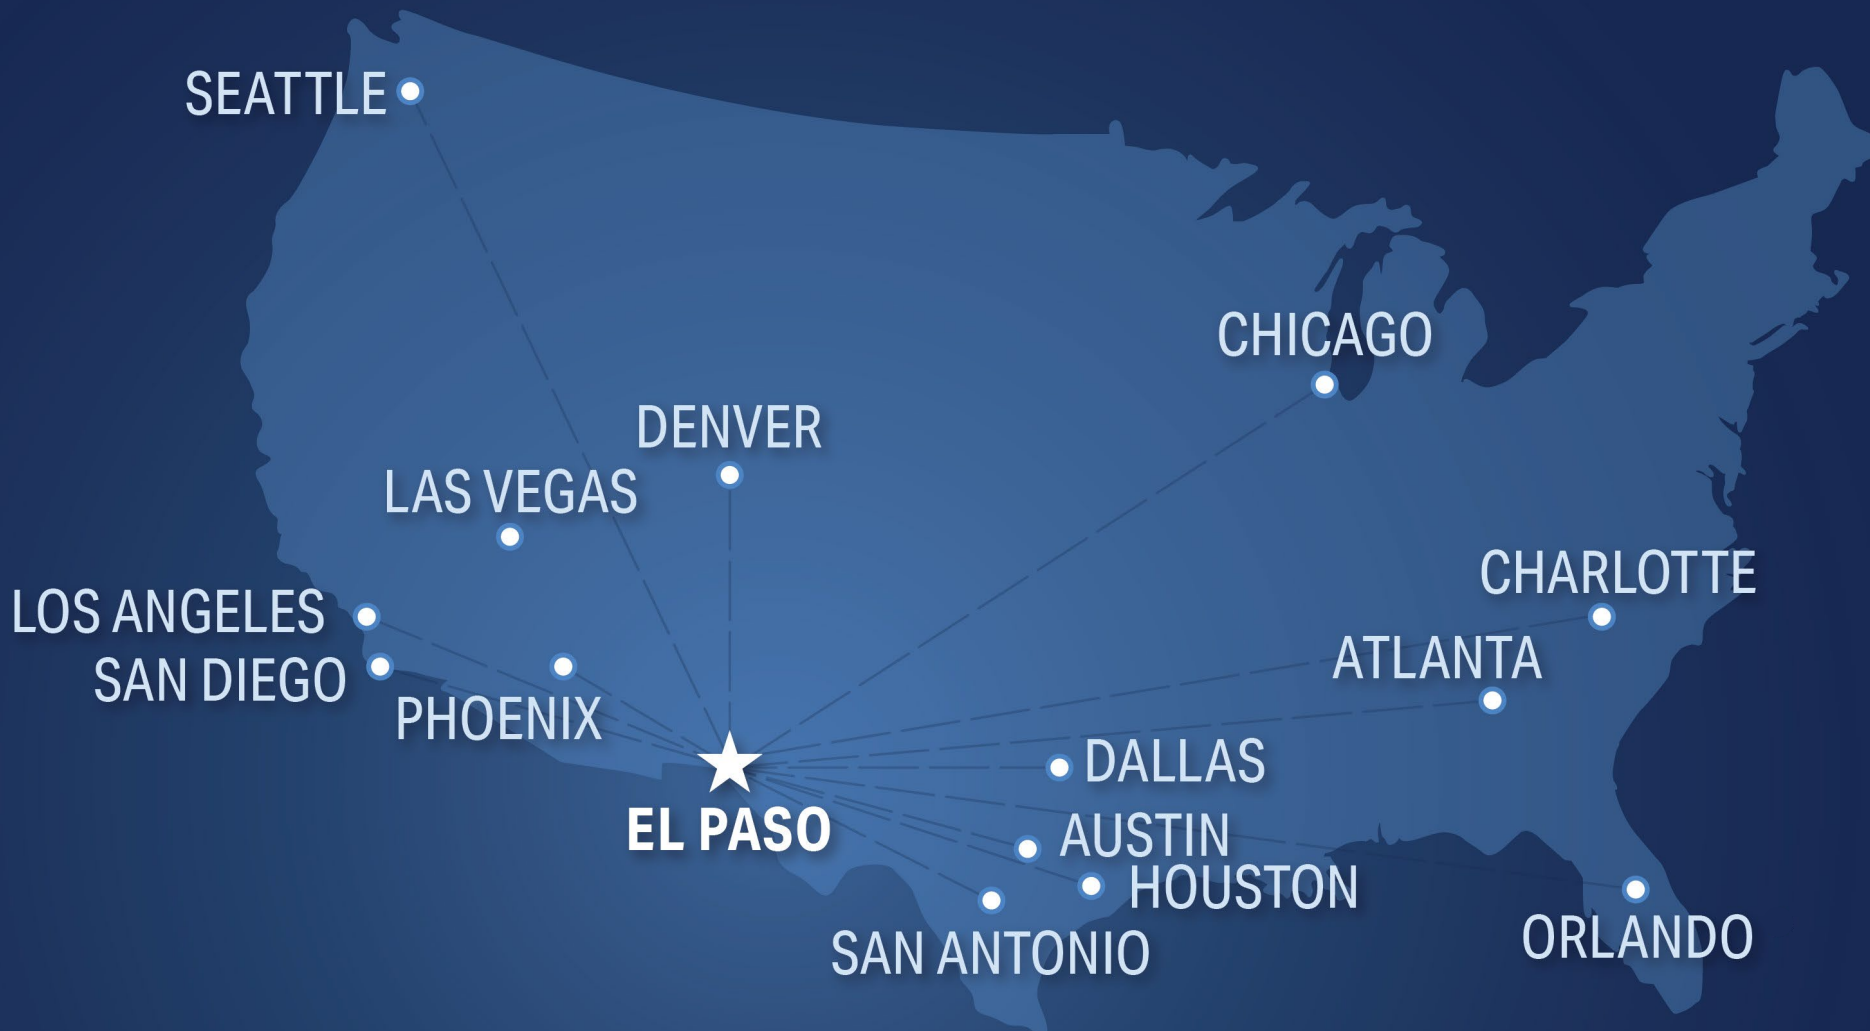 SEATTLE
CHICAGO
DENVER
LAS VEGAS
CHARLOTTE
LOS ANGELES
ATLANTA
SAN DIEGO
PHOENIX
DALLAS
EL PASO
AUSTIN
HOUSTON
ORLANDO
SAN ANTONIO